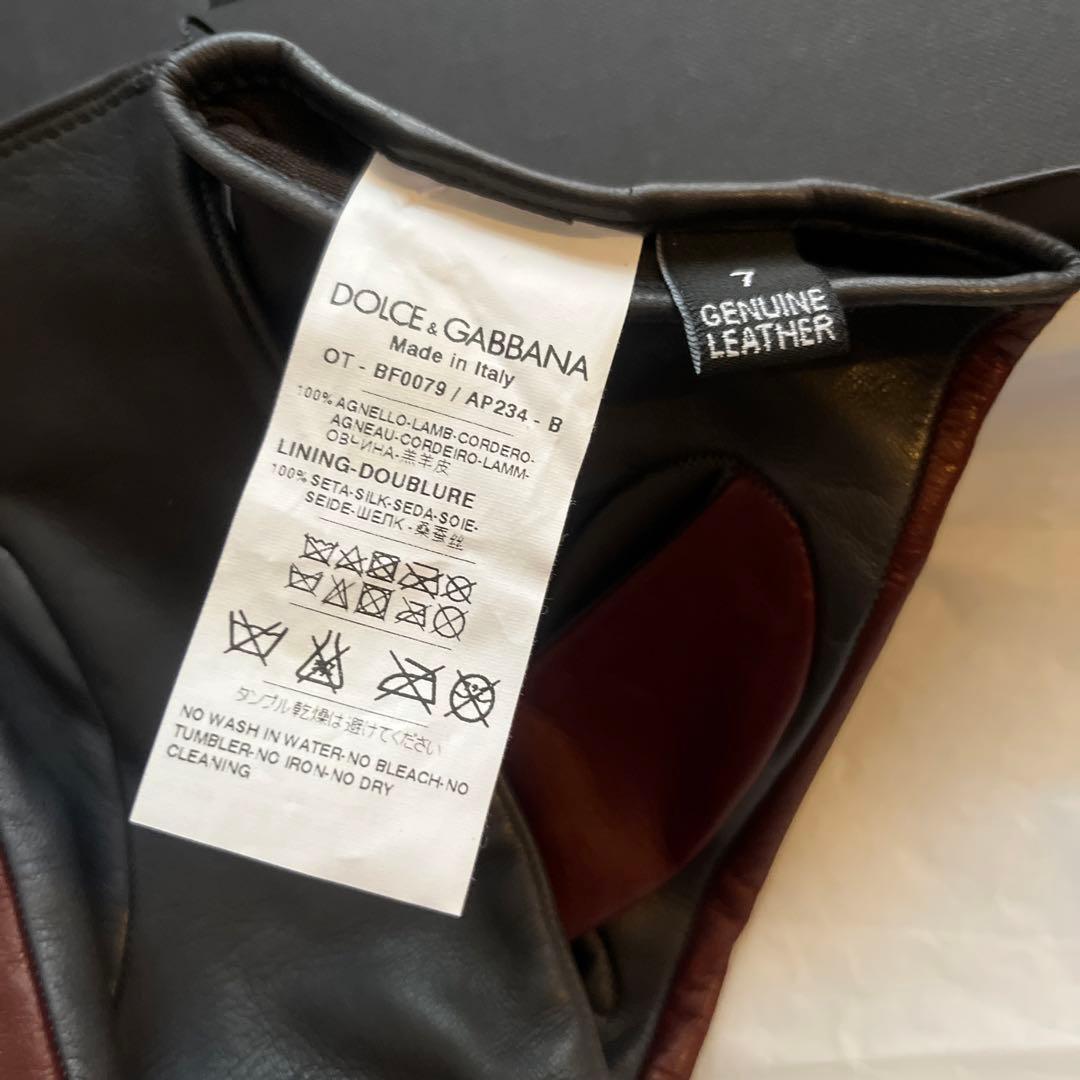 DOLCE & GABBANA
Made in Italy
OT - BF0079 / AP234 - B
100% AGNELLO-LAMB-CORDERO-
AGNEAU-CORDEIRO-LAMM-
ОВЧИНА-羔羊皮
LINING-DOUBLURE
100% SETA-SILK-SEDA-SOIE-
SEIDE-ШЕЛК-桑蚕丝
タンブル乾燥は避けてください
NO WASH IN WATER-NO BLEACH-NO
TUMBLER-NO IRON-NO DRY
CLEANING
7
GENUINE
LEATHER